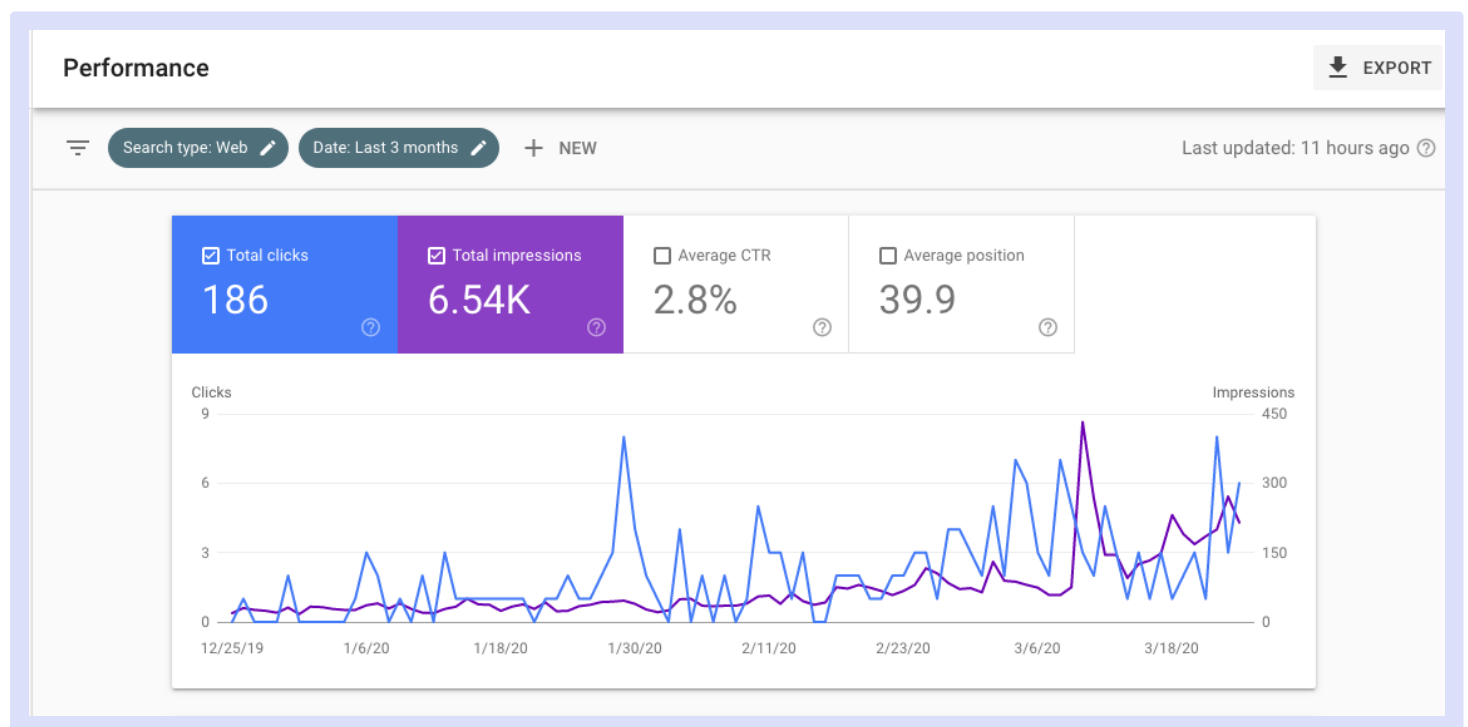 Performance
EXPORT
Search type: Web
Date: Last 3 months
NEW
Last updated: 11 hours ago
Total clicks
186
Total impressions
6.54K
Average CTR
2.8%
Average position
39.9
Clicks
Impressions
9
450
6
300
3
150
0
0
12/25/19 1/6/20 1/18/20 1/30/20 2/11/20 2/23/20 3/6/20 3/18/20